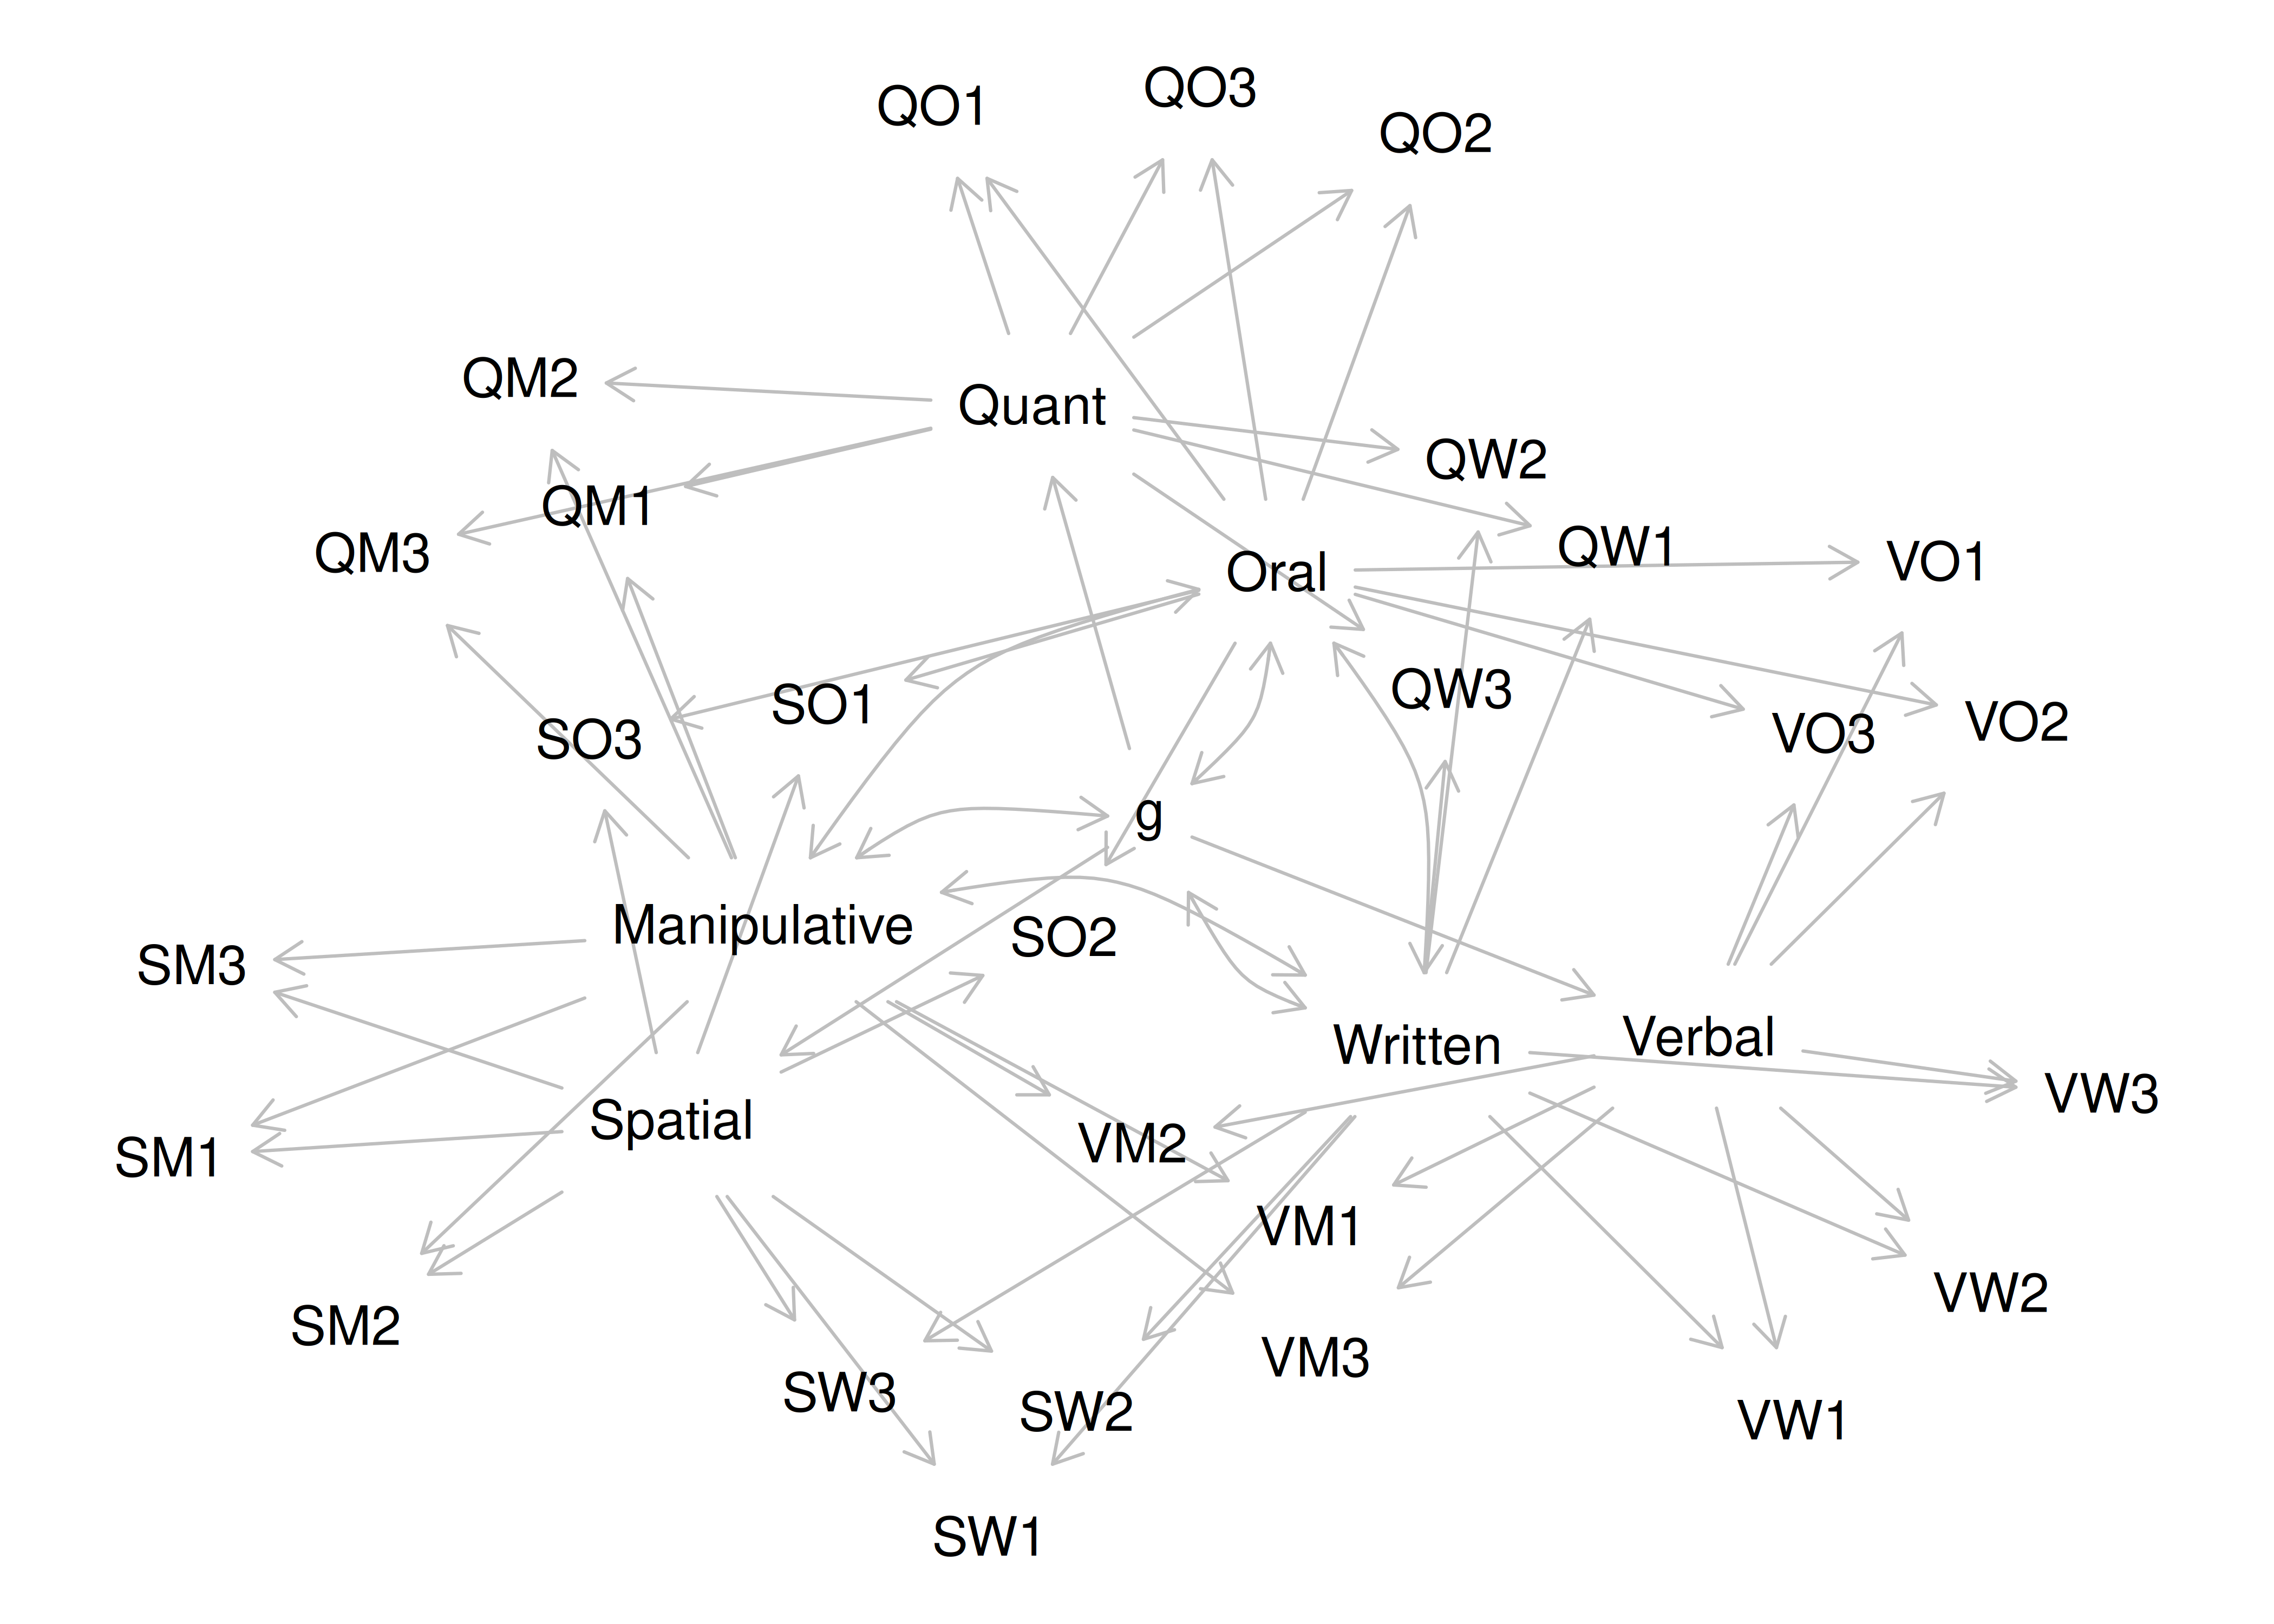 QO3
QO1
QO2
QM2
Quant
QW2
QM1
QW1
QM3
VO1
Oral
QW3
SO1
VO2
VO3
SO3
g
Manipulative
SO2
SM3
Verbal
Written
VW3
Spatial
VM2
SM1
VM1
VW2
SM2
VM3
SW3
SW2
VW1
SW1